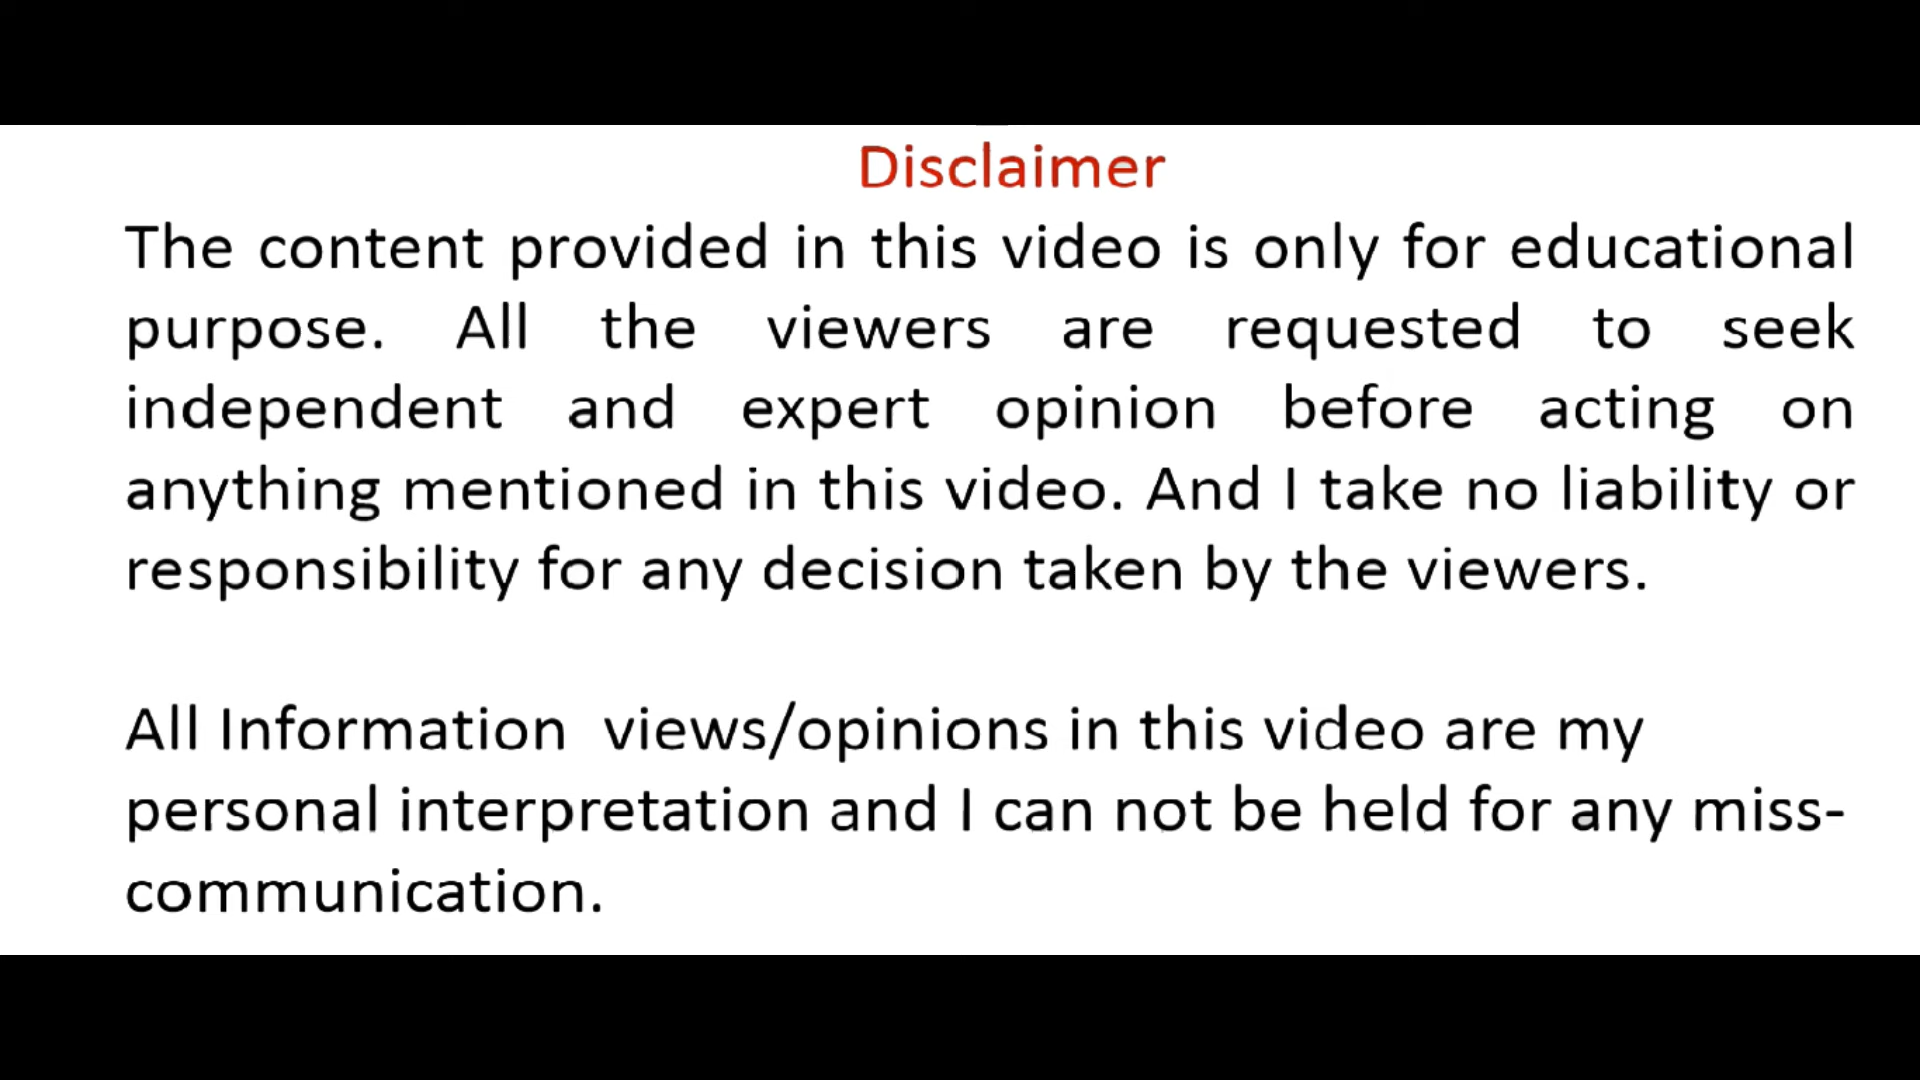 Disclaimer
The content provided in this video is only for educational
purpose. All the viewers are requested to seek
independent and expert opinion before acting on
anything mentioned in this video. And I take no liability or
responsibility for any decision taken by the viewers.
All Information  views/opinions in this video are my
personal interpretation and I can not be held for any miss-
communication.